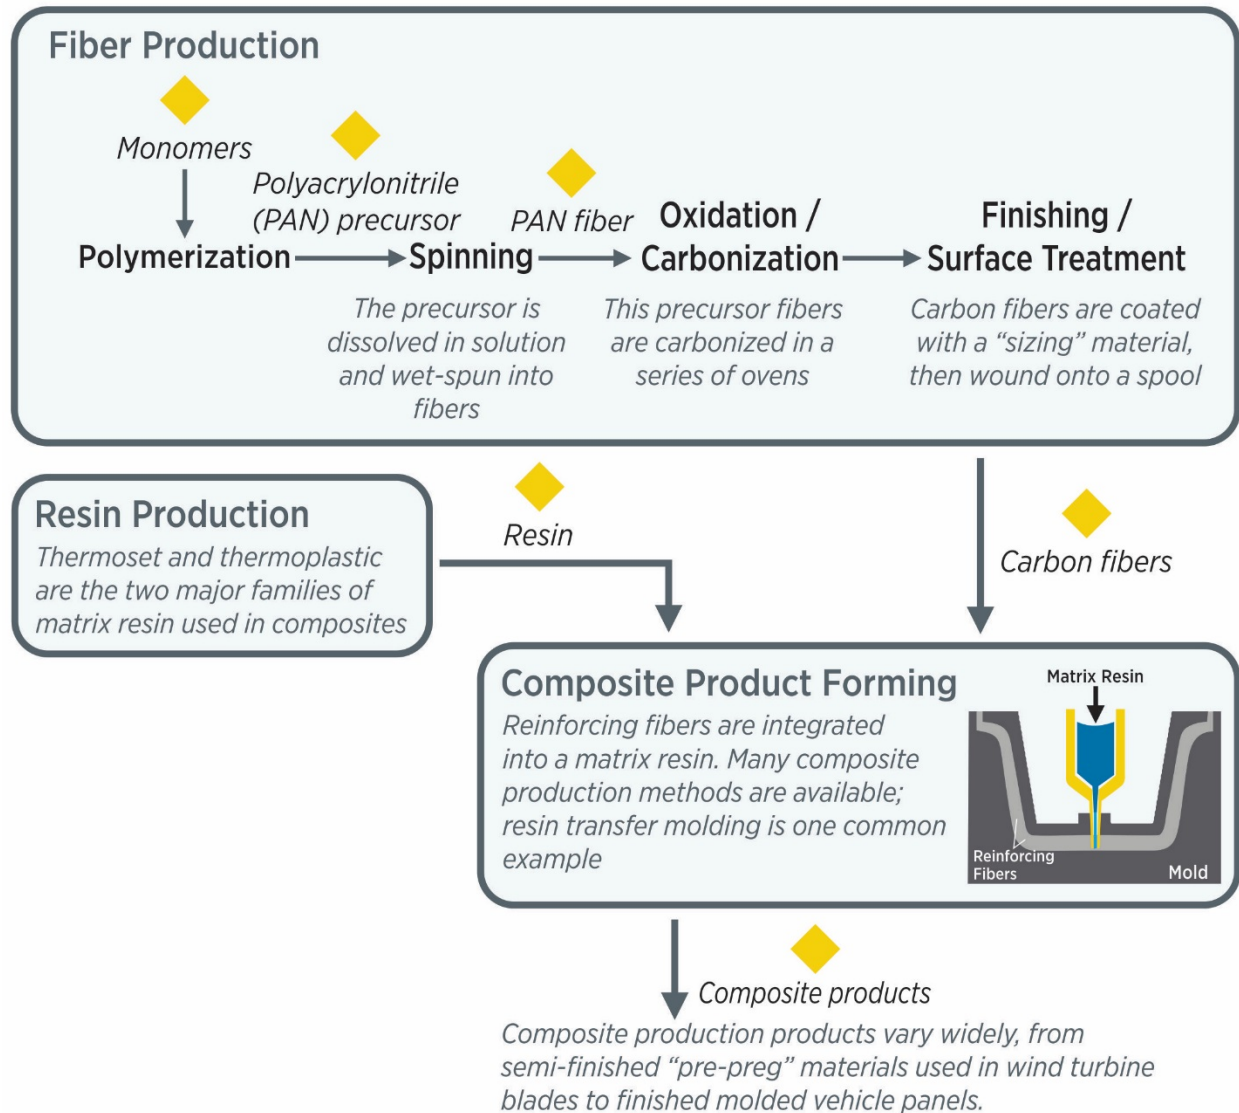 Fiber Production
Monomers
Polyacrylonitrile
(PAN) precursor
PAN fiber
Polymerization
Spinning
Oxidation /
Carbonization
Finishing /
Surface Treatment
The precursor is
dissolved in solution
and wet-spun into
fibers
This precursor fibers
are carbonized in a
series of ovens
Carbon fibers are coated
with a “sizing” material,
then wound onto a spool
Resin Production
Thermoset and thermoplastic
are the two major families of
matrix resin used in composites
Resin
Carbon fibers
Composite Product Forming
Reinforcing fibers are integrated
into a matrix resin. Many composite
production methods are available;
resin transfer molding is one common
example
Matrix Resin
Reinforcing
Fibers
Mold
Composite products
Composite production products vary widely, from
semi-finished “pre-preg” materials used in wind turbine
blades to finished molded vehicle panels.